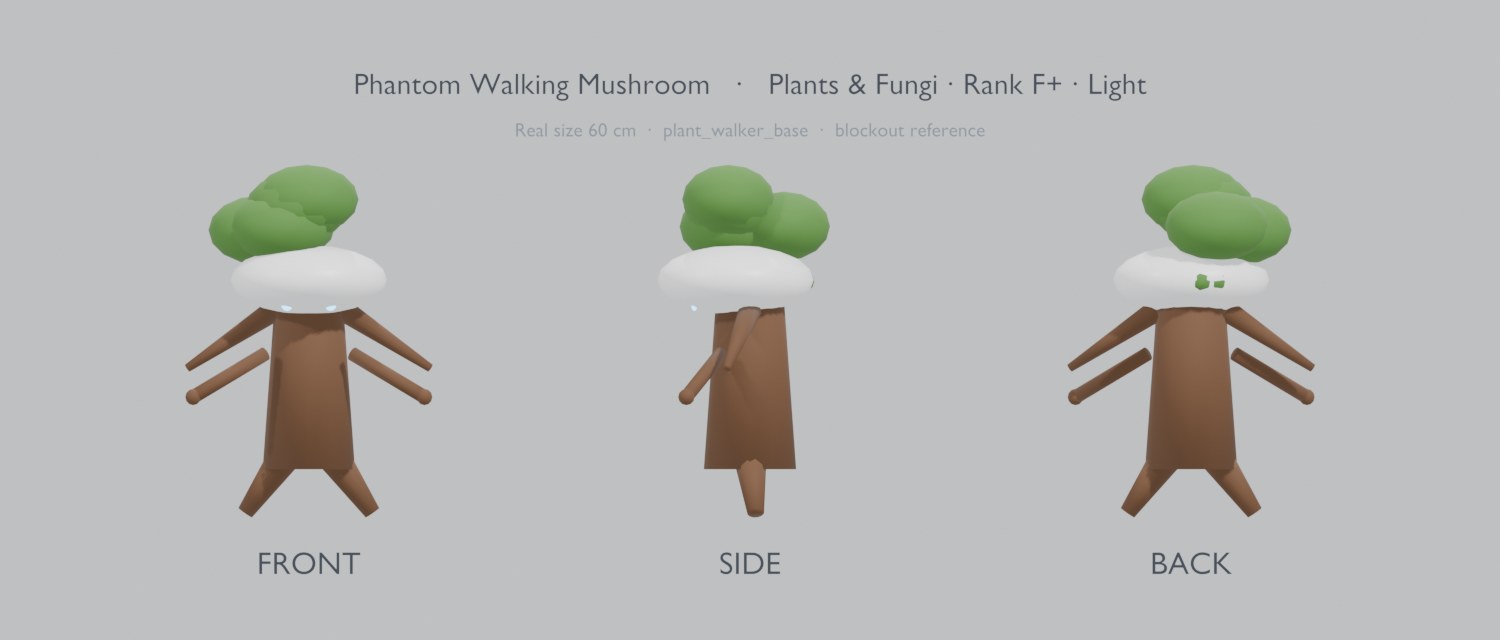 Phantom Walking Mushroom · Plants & Fungi · Rank F+ · Light
Real size 60 cm · plant_walker_base · blockout reference
FRONT SIDE BACK